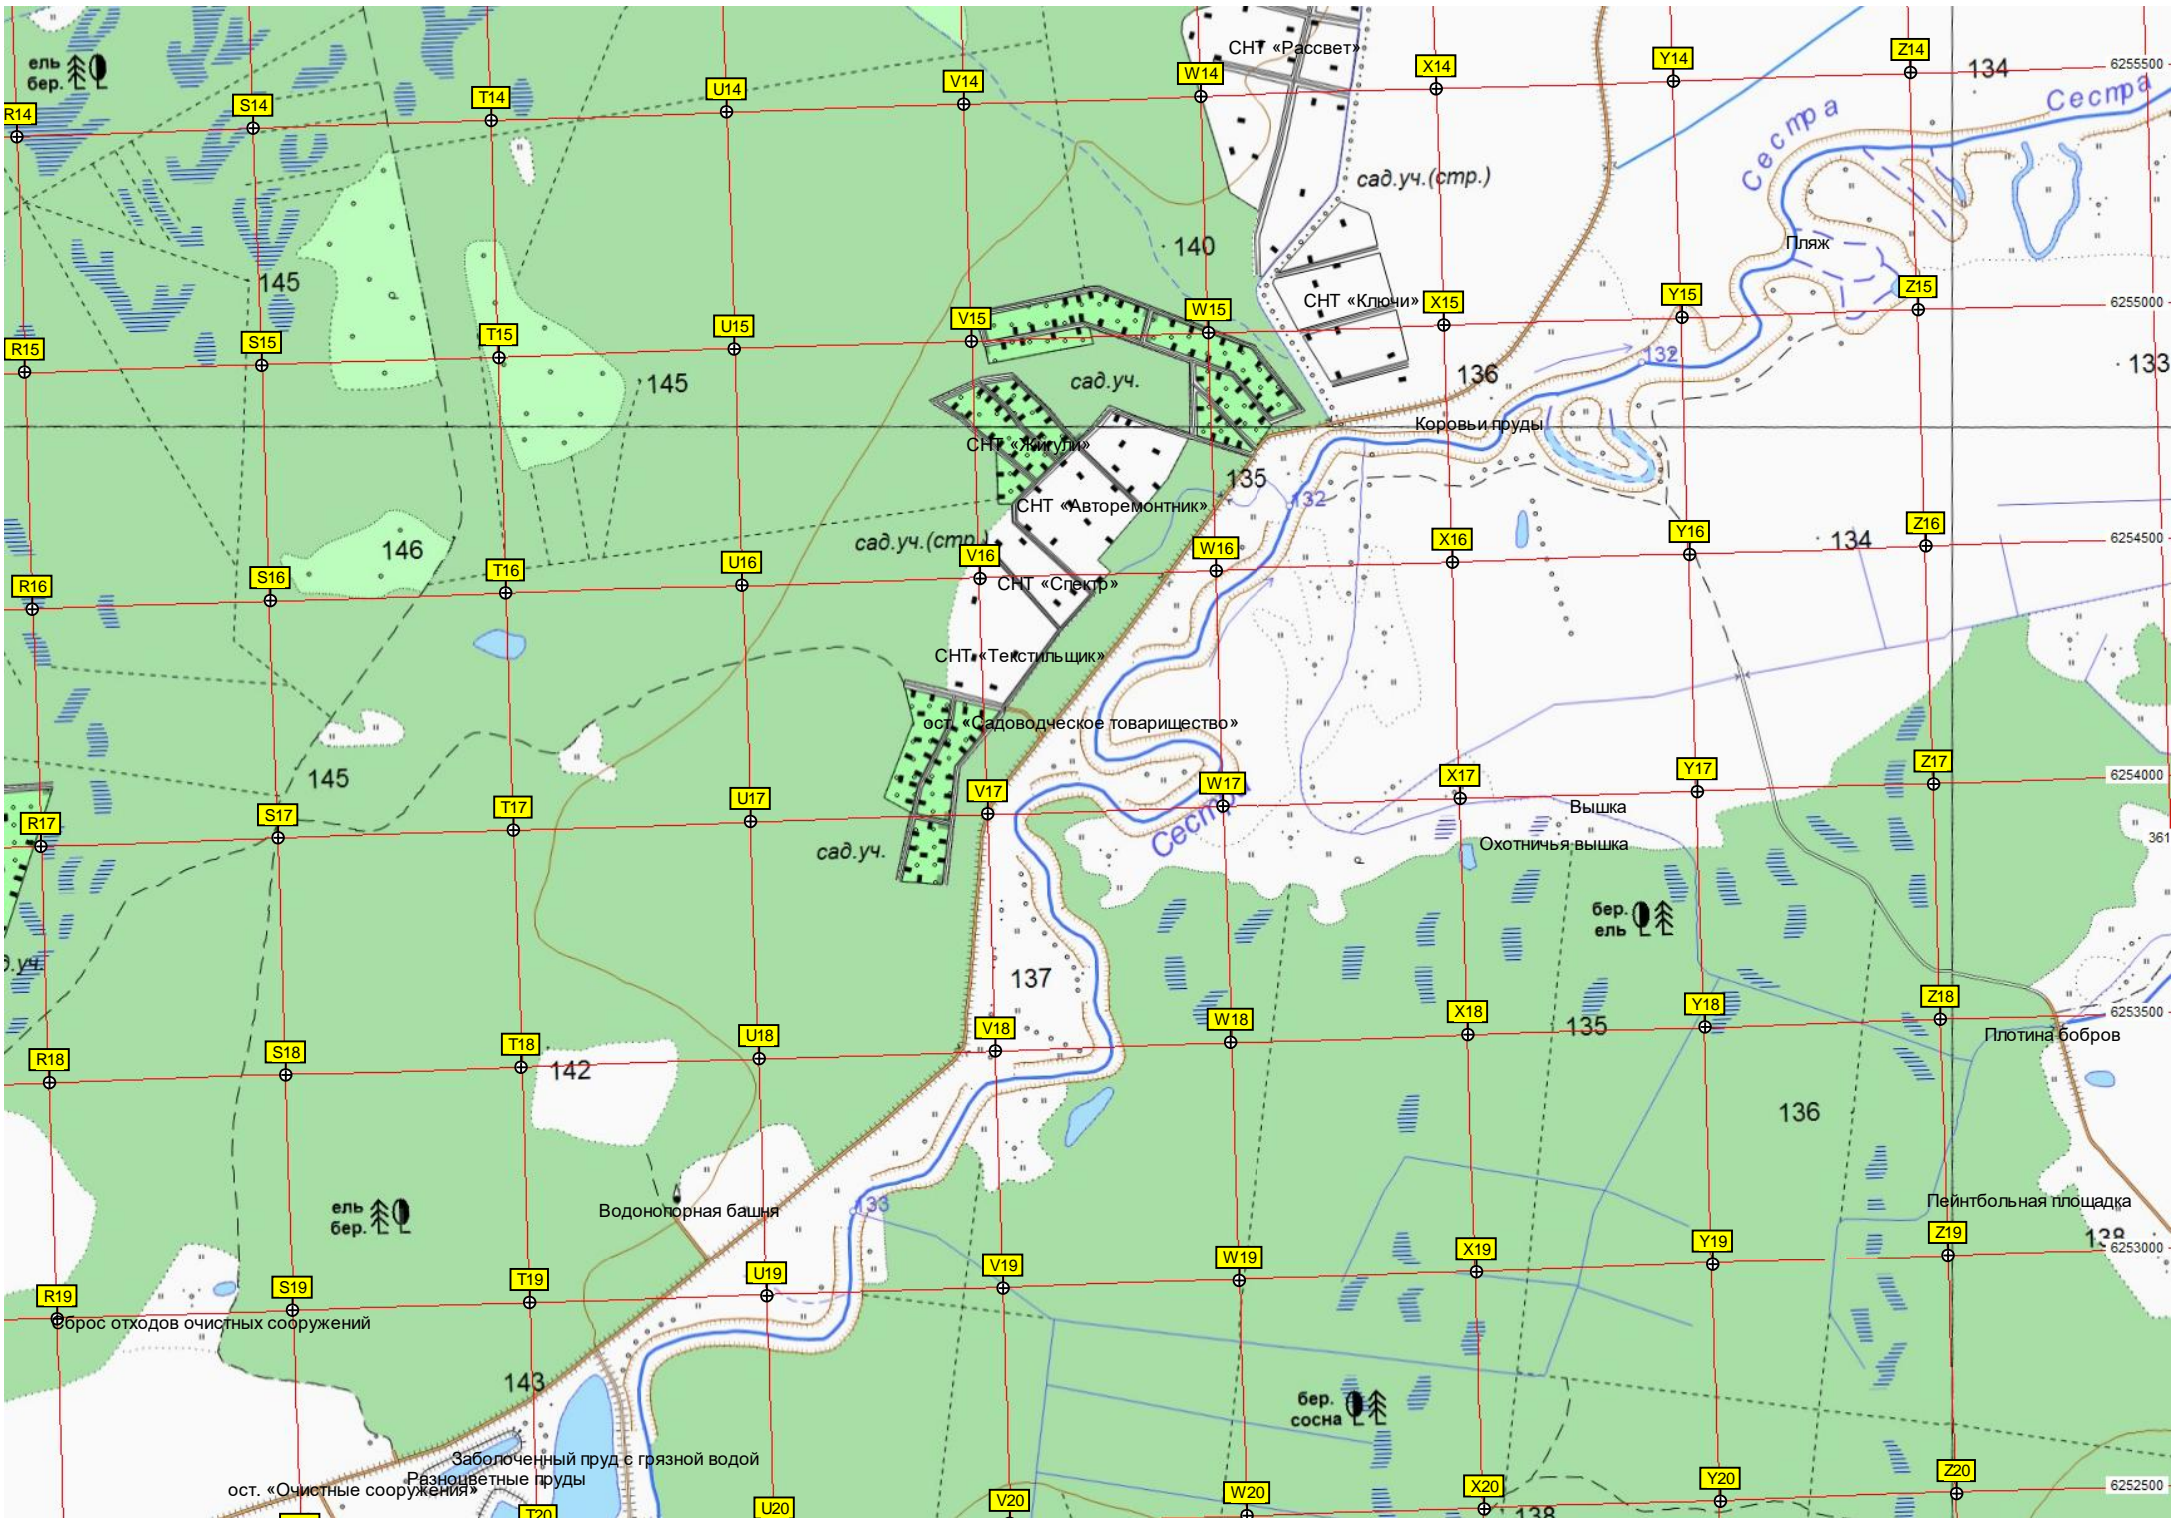 СНТ «Рассвет»
ель
бер.
R14
S14
T14
U14
V14
W14
X14
Y14
Z14
134
6255500
Сестра
Сестра
сад.уч.(стр.)
140
Пляж
145
СНТ «Ключи»
R15
S15
T15
U15
V15
W15
X15
Y15
Z15
6255000
132
133
136
145
сад.уч.
Коровьи пруды
СНТ «Жигули»
135
132
СНТ «Авторемонтник»
146
сад.уч.(стр.)
134
6254500
R16
S16
T16
U16
V16
W16
X16
Y16
Z16
СНТ «Спектр»
СНТ «Текстильщик»
ост. «Садоводческое товарищество»
145
R17
S17
T17
U17
V17
W17
X17
Y17
Z17
6254000
Сестра
Вышка
361
Охотничья вышка
сад.уч.
бер.
ель
д.уч.
137
R18
S18
T18
U18
V18
W18
X18
Y18
Z18
6253500
135
Плотина бобров
142
136
ель
бер.
Водонопорная башня
133
Пейнтбольная площадка
138
6253000
R19
S19
T19
U19
V19
W19
X19
Y19
Z19
Сброс отходов очистных сооружений
143
бер.
сосна
Заболоченный пруд с грязной водой
Разноцветные пруды
ост. «Очистные сооружения»
T20
U20
V20
W20
X20
Y20
Z20
6252500
138